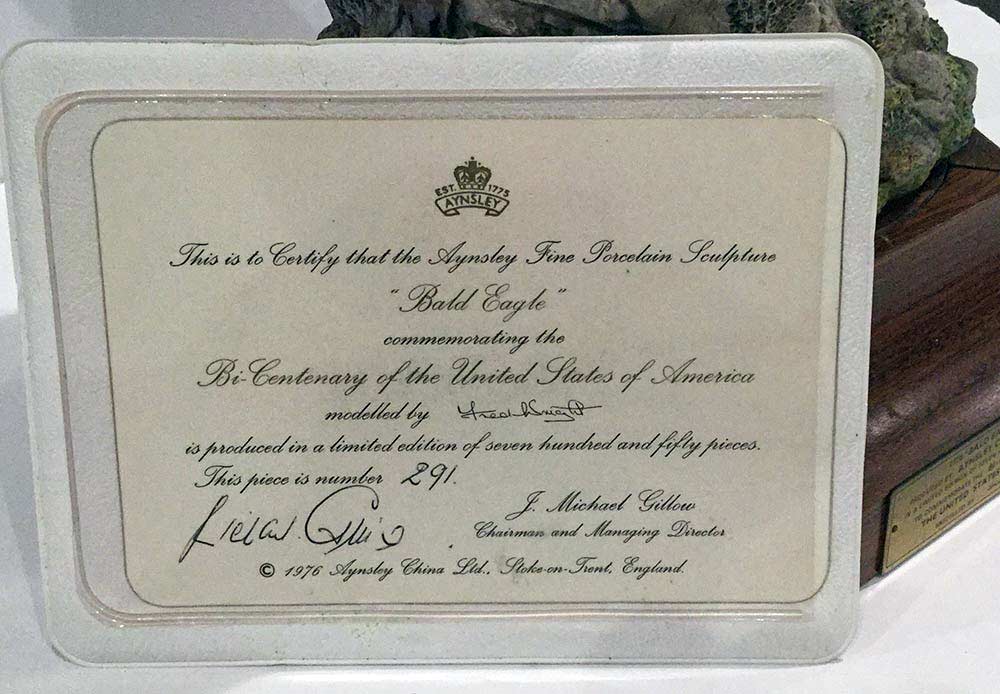 EST. 1775
AYNSLEY
This is to Certify that the Aynsley Fine Porcelain Sculpture
"Bald Eagle"
commemorating the
Bi-Centenary of the United States of America
modelled by
is produced in a limited edition of seven hundred and fifty pieces.
This piece is number 291.
J. Michael Gillow
Chairman and Managing Director
© 1976 Aynsley China Ltd., Stoke-on-Trent, England.
THE UNITED STATES